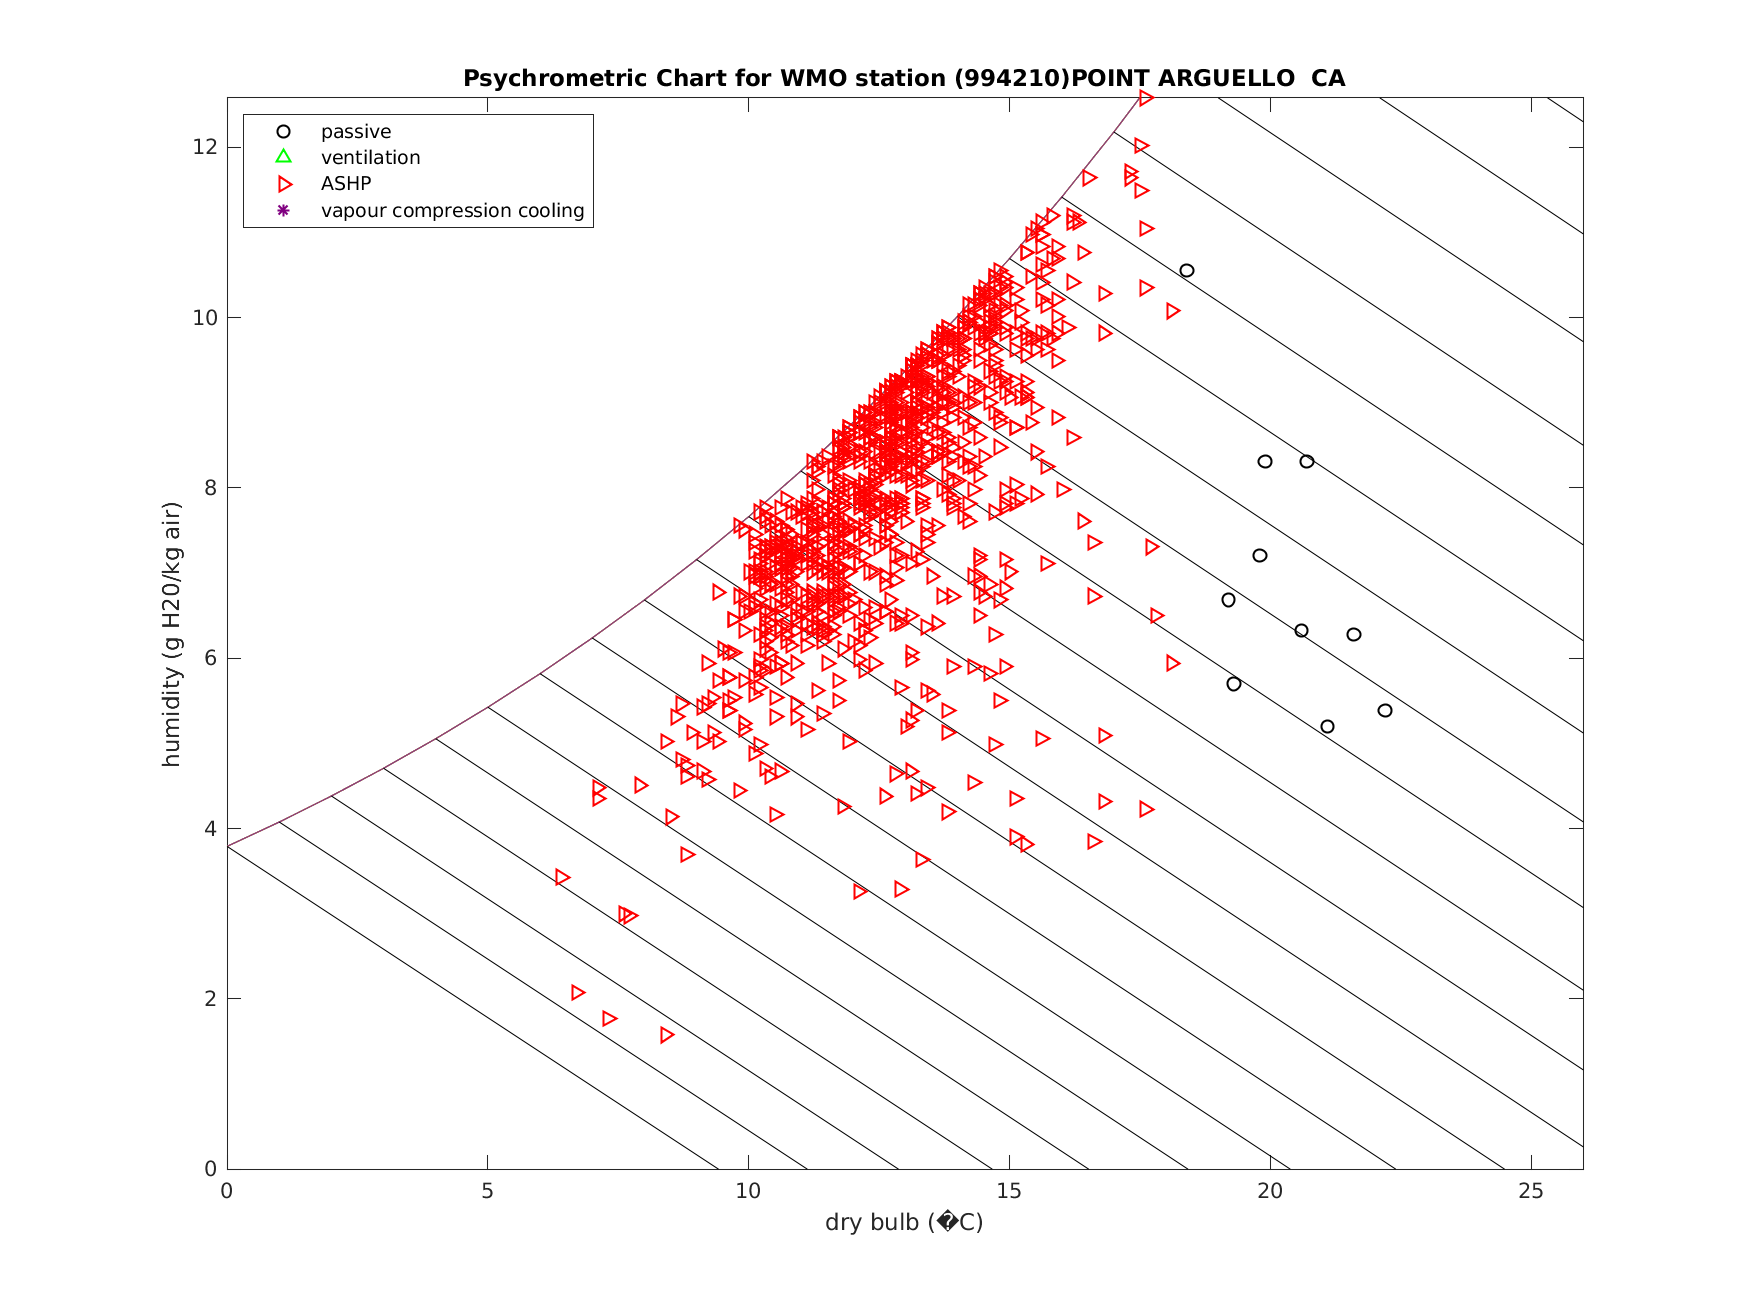 Psychrometric Chart for WMO station (994210)POINT ARGUELLO  CA
passive
ventilation
ASHP
vapour compression cooling
humidity (g H20/kg air)
12
10
8
6
4
2
0
0 5 10 15 20 25
dry bulb (�C)